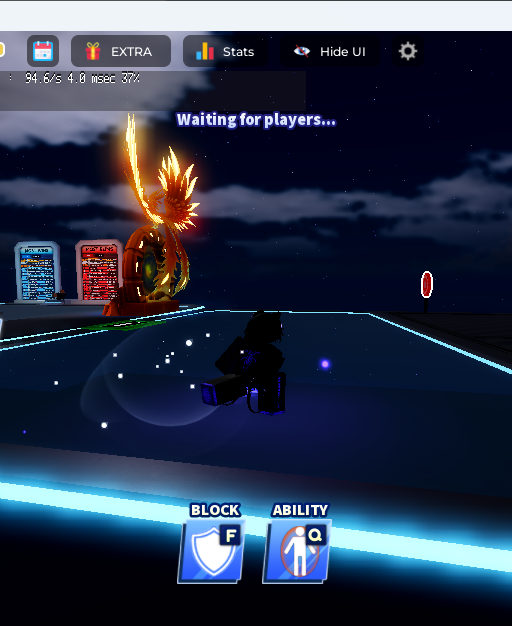 EXTRA
Stats
Hide UI
: 94.6/s 4.0 msec 37%
Waiting for players...
BLOCK
ABILITY
F
Q